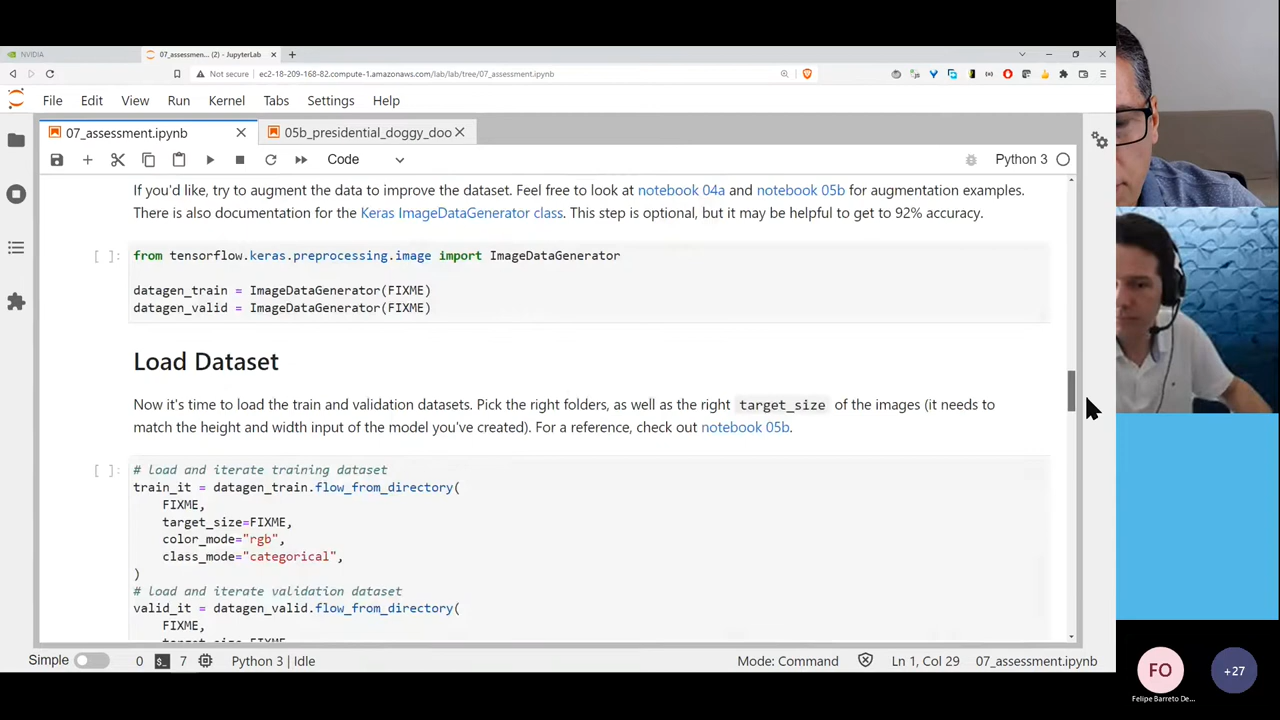 NVIDIA
07_assessmen... (2) - JupyterLab
Not secure ec2-18-209-168-82.compute-1.amazonaws.com/lab/lab/tree/07_assessment.ipynb
File Edit View Run Kernel Tabs Settings Help
07_assessment.ipynb
05b_presidential_doggy_doo
Code
Python 3
If you'd like, try to augment the data to improve the dataset. Feel free to look at notebook 04a and notebook 05b for augmentation examples.
There is also documentation for the Keras ImageDataGenerator class. This step is optional, but it may be helpful to get to 92% accuracy.
[ ]: from tensorflow.keras.preprocessing.image import ImageDataGenerator
datagen_train = ImageDataGenerator(FIXME)
datagen_valid = ImageDataGenerator(FIXME)
Load Dataset
Now it's time to load the train and validation datasets. Pick the right folders, as well as the right target_size of the images (it needs to
match the height and width input of the model you've created). For a reference, check out notebook 05b.
[ ]: # load and iterate training dataset
train_it = datagen_train.flow_from_directory(
FIXME,
target_size=FIXME,
color_mode="rgb",
class_mode="categorical",
)
# load and iterate validation dataset
valid_it = datagen_valid.flow_from_directory(
FIXME,
target_size=FIXME,
Simple 0 7 Python 3 | Idle Mode: Command Ln 1, Col 29 07_assessment.ipynb
FO
Felipe Barreto De...
+27